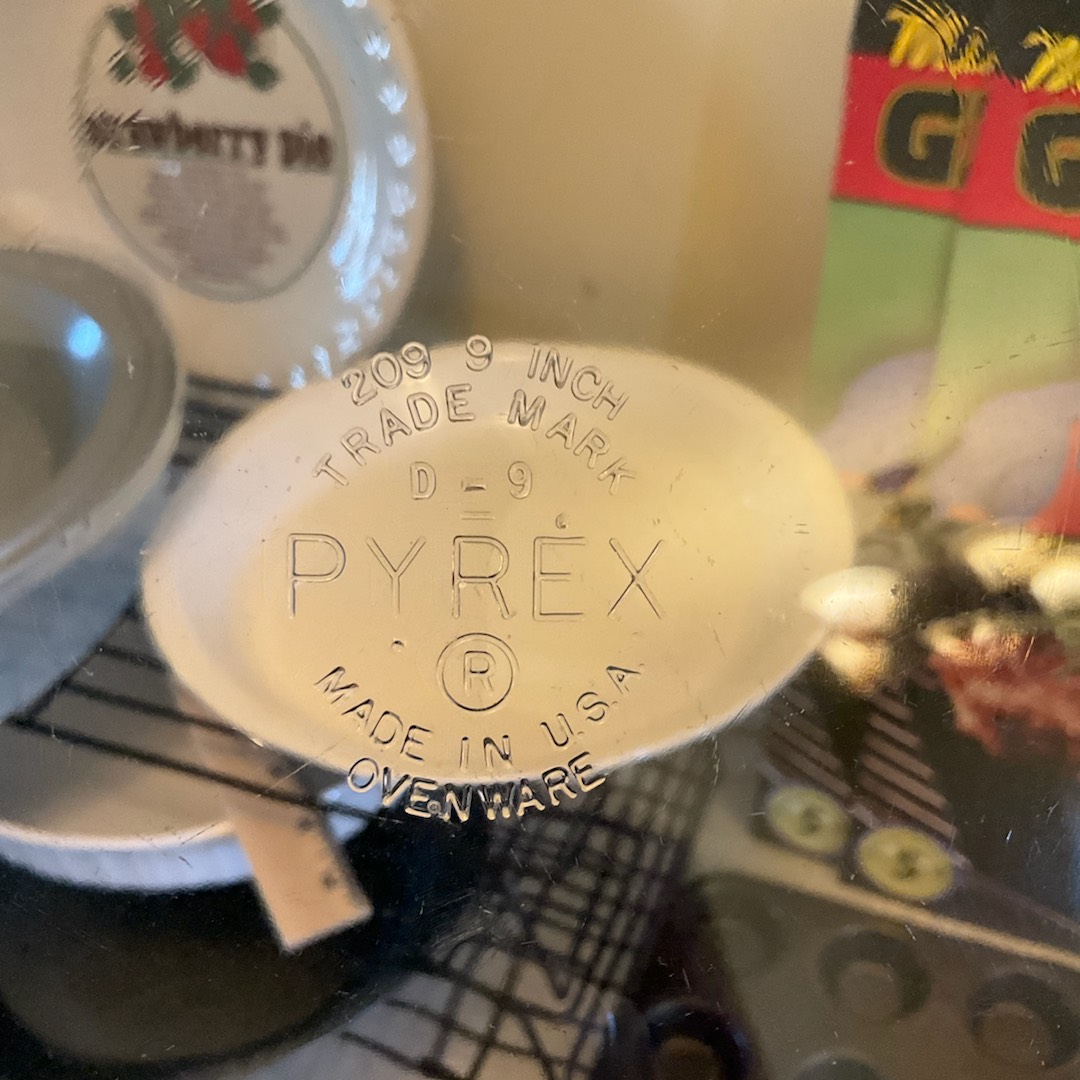 strawberry pie
G G
209 9 INCH
TRADE MARK
D - 9
PYREX
®
MADE IN U.S.A
OVENWARE